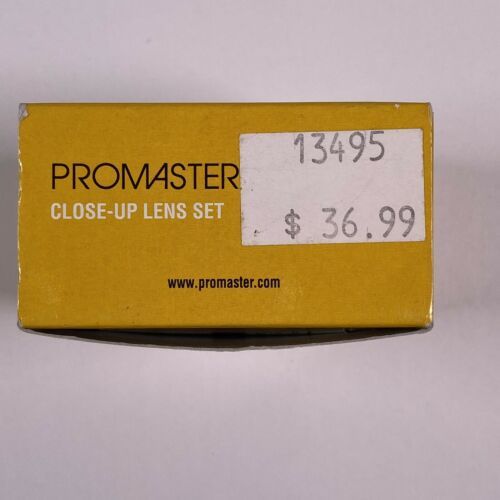 13495
PROMASTER
CLOSE-UP LENS SET
$ 36.99
www.promaster.com